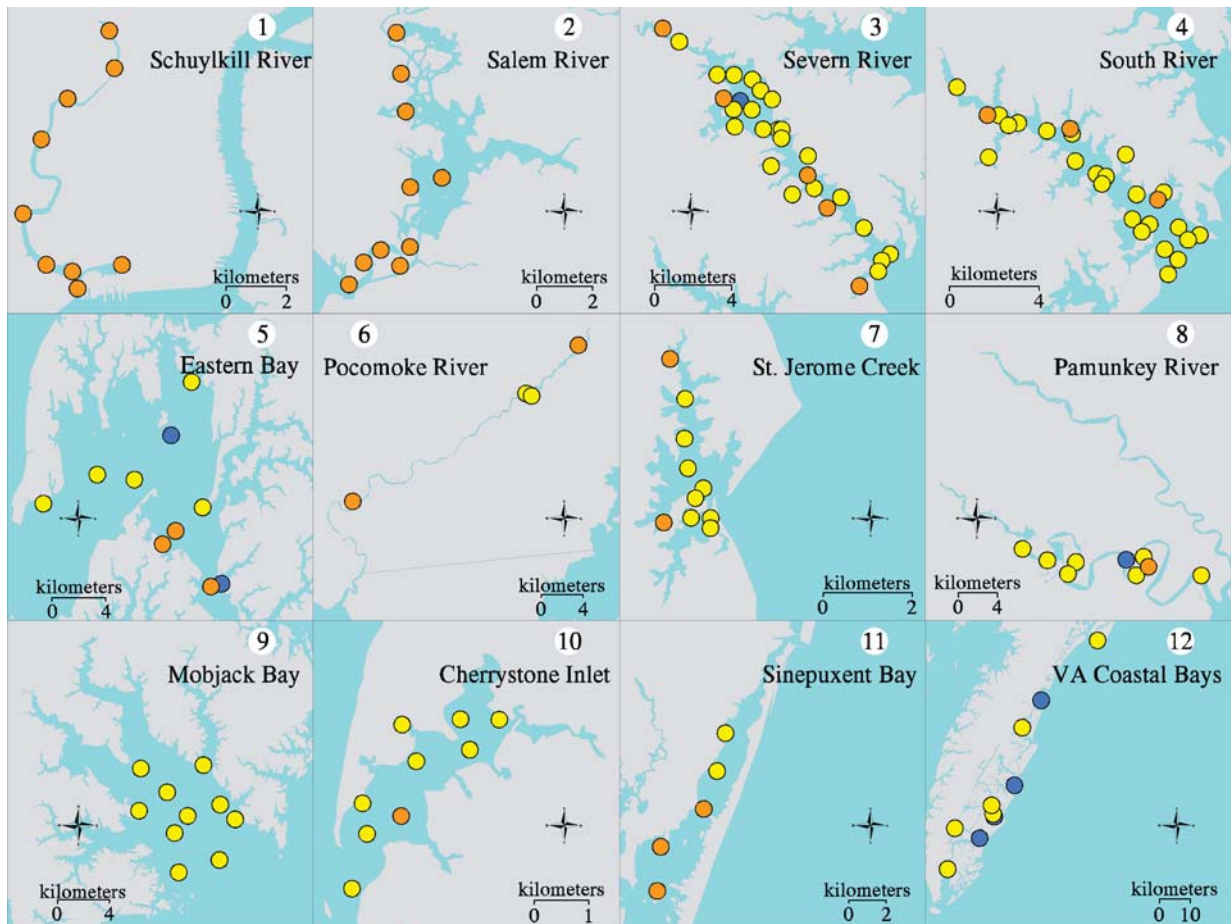 1
Schuylkill River
kilometers
0 2
2
Salem River
kilometers
0 2
3
Severn River
kilometers
0 4
4
South River
kilometers
0 4
5
Eastern Bay
kilometers
0 4
6
Pocomoke River
kilometers
0 4
7
St. Jerome Creek
kilometers
0 2
8
Pamunkey River
kilometers
0 4
9
Mobjack Bay
kilometers
0 4
10
Cherrystone Inlet
kilometers
0 1
11
Sinepuxent Bay
kilometers
0 2
12
VA Coastal Bays
kilometers
0 10